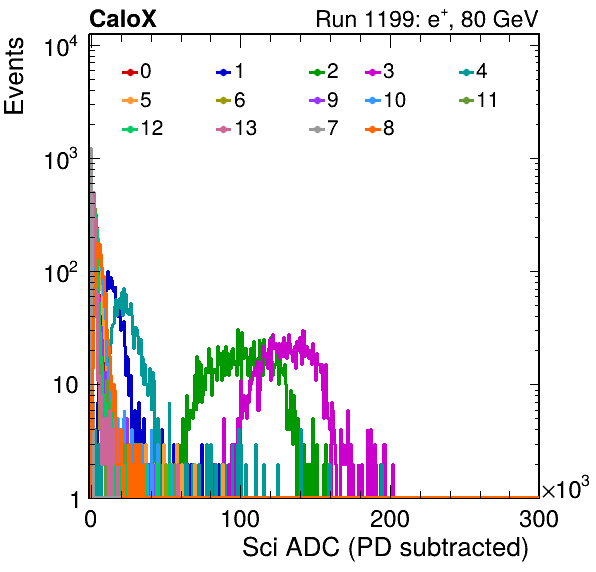 CaloX Run 1199: e⁺, 80 GeV
Events
10⁴
0 1 2 3 4
5 6 9 10 11
12 13 7 8
10³
10²
10
1
0 100 200 300
×10³
Sci ADC (PD subtracted)